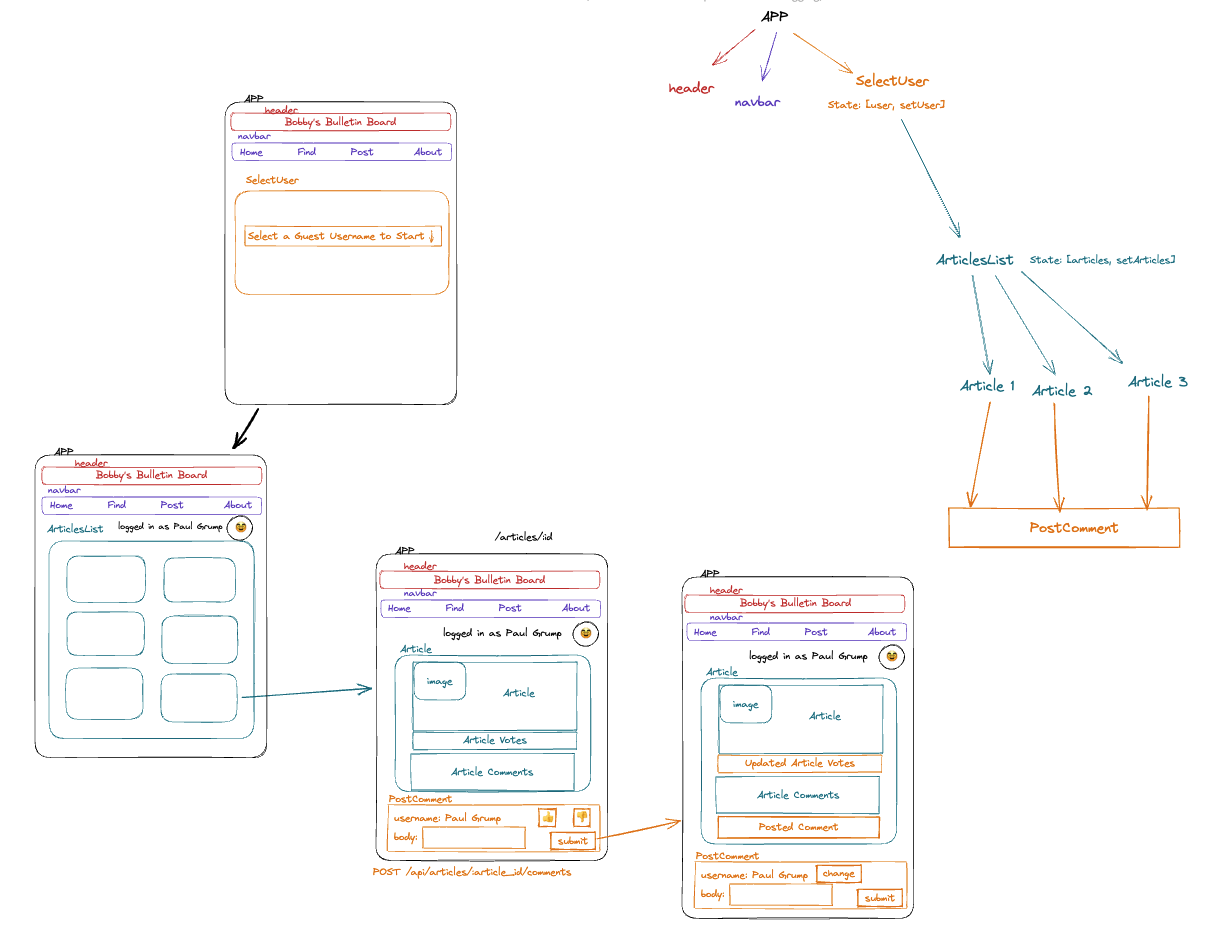 APP
header
navbar
SelectUser
State: [user, setUser]
ArticlesList
State: [articles, setArticles]
Article 1
Article 2
Article 3
PostComment
APP
header
Bobby's Bulletin Board
navbar
Home Find Post About
SelectUser
Select a Guest Username to Start ↓
APP
header
Bobby's Bulletin Board
navbar
Home Find Post About
ArticlesList logged in as Paul Grump
/articles/:id
APP
header
Bobby's Bulletin Board
navbar
Home Find Post About
logged in as Paul Grump
Article
image
Article
Article Votes
Article Comments
PostComment
username: Paul Grump
body:
submit
POST /api/articles/:article_id/comments
APP
header
Bobby's Bulletin Board
navbar
Home Find Post About
logged in as Paul Grump
Article
image
Article
Updated Article Votes
Article Comments
Posted Comment
PostComment
username: Paul Grump change
body:
submit